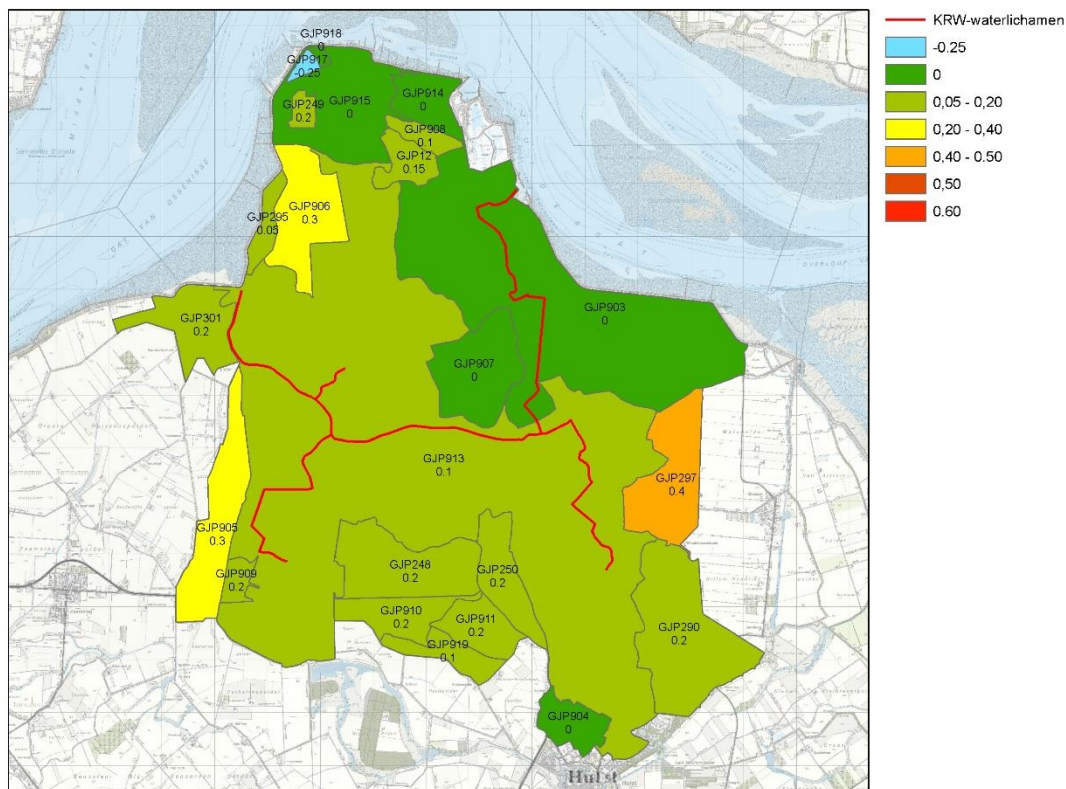 KRW-waterlichamen
-0.25
0
0,05 - 0,20
0,20 - 0,40
0,40 - 0.50
0,50
0.60
GJP918
0
GJP917
-0.25
GJP249
0.2
GJP915
0
GJP914
0
GJP908
0.1
GJP12
0.15
GJP906
0.3
GJP295
0.05
GJP301
0.2
GJP903
0
GJP907
0
GJP913
0.1
GJP297
0.4
GJP905
0.3
GJP909
0.2
GJP248
0.2
GJP250
0.2
GJP910
0.2
GJP911
0.2
GJP919
0.1
GJP290
0.2
GJP904
0
Hulst